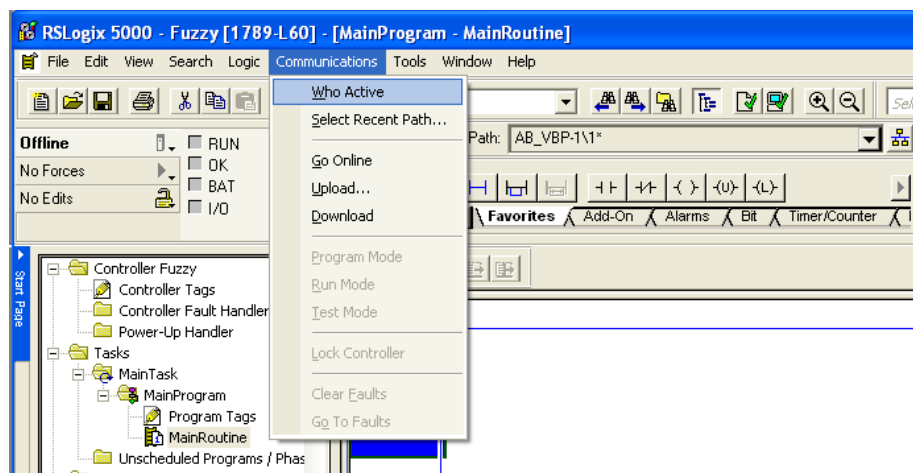 RSLogix 5000 - Fuzzy [1789-L60] - [MainProgram - MainRoutine]
File Edit View Search Logic Communications Tools Window Help
Who Active
Select Recent Path...
Go Online
Upload...
Download
Program Mode
Run Mode
Test Mode
Lock Controller
Clear Faults
Go To Faults
Offline
RUN
No Forces
OK
No Edits
BAT
I/O
Path: AB_VBP-1\1*
Favorites Add-On Alarms Bit Timer/Counter
Start Page
Controller Fuzzy
Controller Tags
Controller Fault Handler
Power-Up Handler
Tasks
MainTask
MainProgram
Program Tags
MainRoutine
Unscheduled Programs / Phas